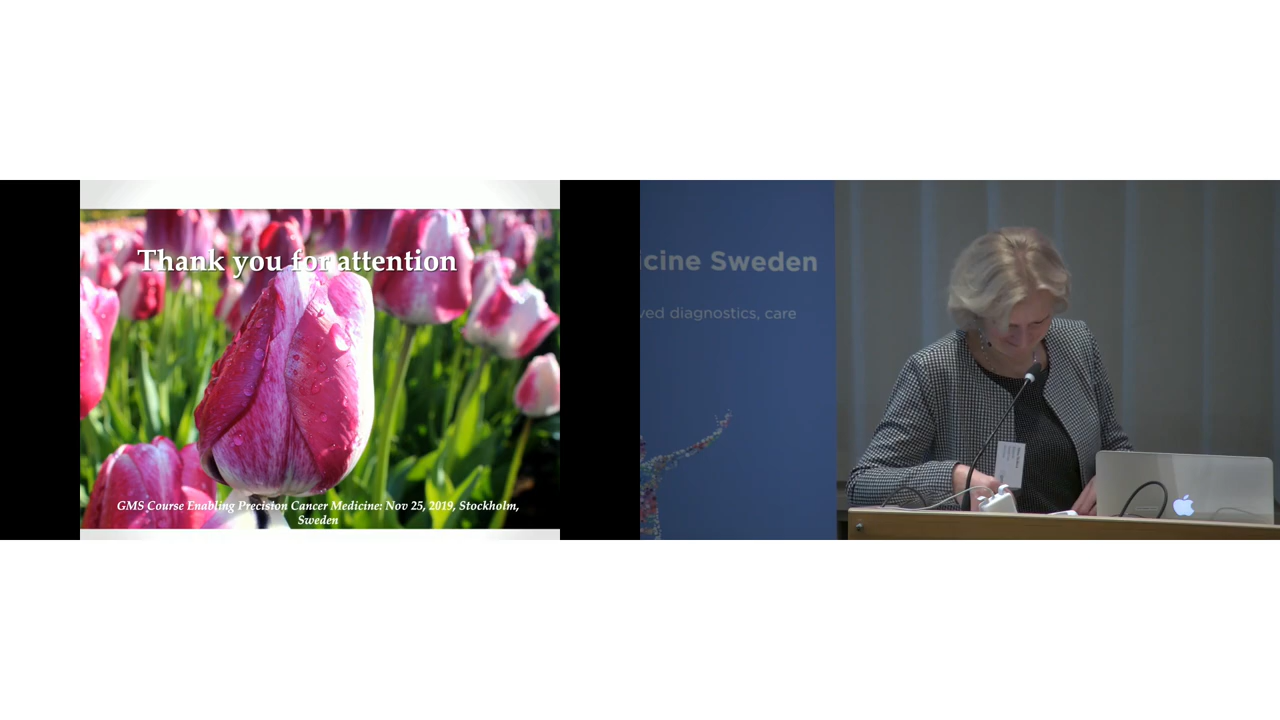 Thank you for attention
GMS Course Enabling Precision Cancer Medicine: Nov 25, 2019, Stockholm,
Sweden
icine Sweden
ved diagnostics, care